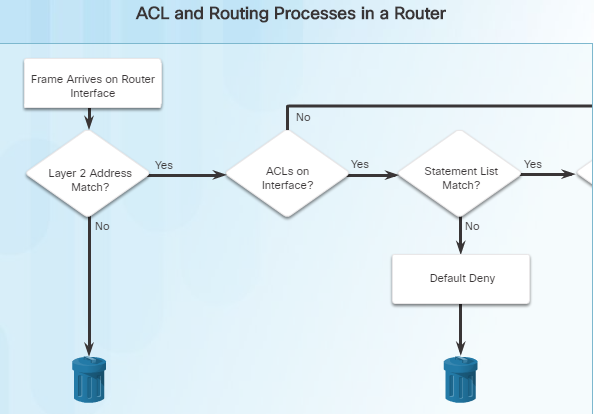 ACL and Routing Processes in a Router
Frame Arrives on Router
Interface
No
Layer 2 Address
Match?
Yes
ACLs on
Interface?
Yes
Statement List
Match?
Yes
No
No
Default Deny